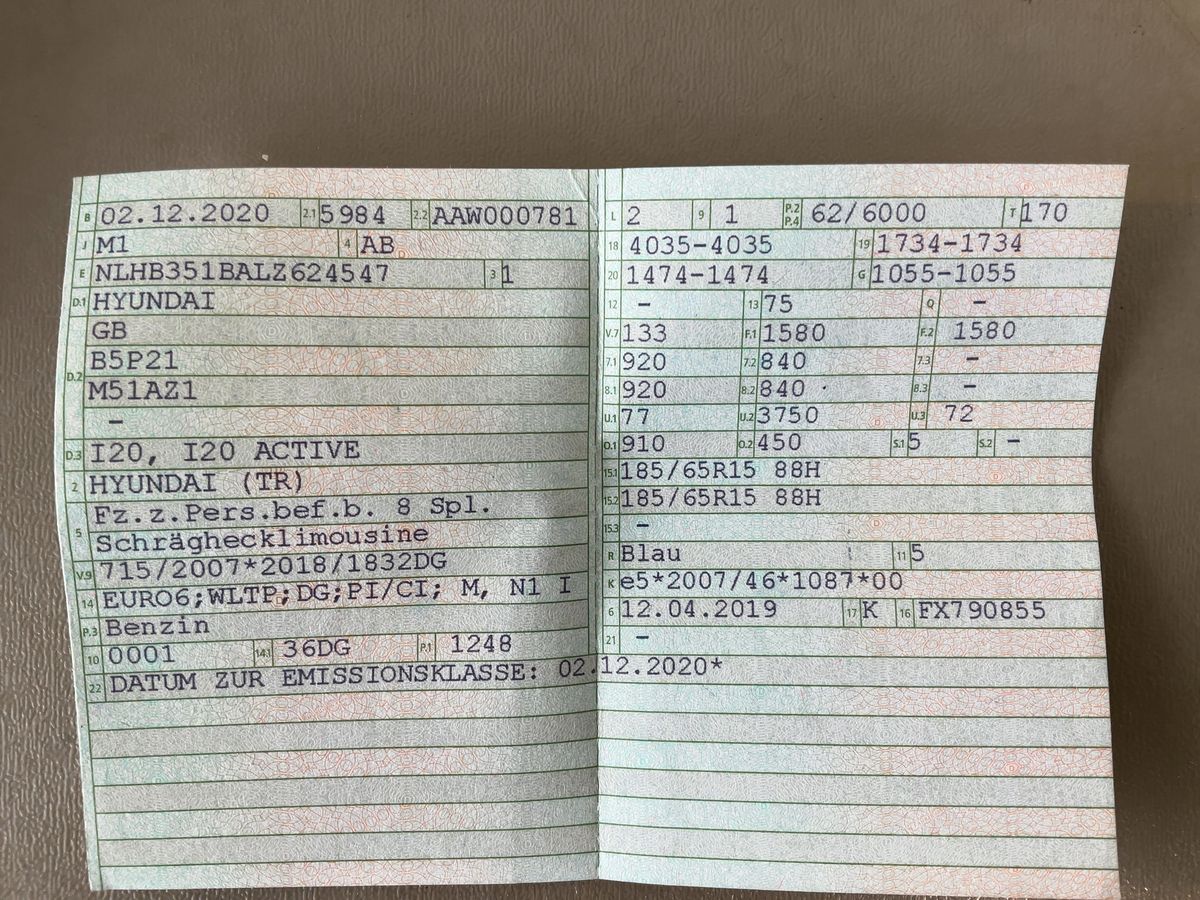 B 02.12.2020 2.1 5984 2.2 AAW000781
J M1 4 AB
E NLHB351BALZ624547 3 1
D.1 HYUNDAI
GB
D.2 B5P21
M51AZ1
-
D.3 I20, I20 ACTIVE
2 HYUNDAI (TR)
5 Fz.z.Pers.bef.b. 8 Spl.
Schräghecklimousine
V.9 715/2007*2018/1832DG
14 EURO6;WLTP;DG;PI/CI; M, N1 I
P.3 Benzin
10 0001 14.1 36DG P.1 1248
22 DATUM ZUR EMISSIONSKLASSE: 02.12.2020*
L 2 9 1 P.2 P.4 62/6000 T 170
18 4035-4035 19 1734-1734
20 1474-1474 G 1055-1055
12 - 13 75 Q -
V.7 133 F.1 1580 F.2 1580
7.1 920 7.2 840 7.3 -
8.1 920 8.2 840 8.3 -
U.1 77 U.2 3750 U.3 72
O.1 910 O.2 450 S.1 5 S.2 -
15.1 185/65R15 88H
15.2 185/65R15 88H
15.3 -
R Blau 11 5
K e5*2007/46*1087*00
6 12.04.2019 17 K 16 FX790855
21 -